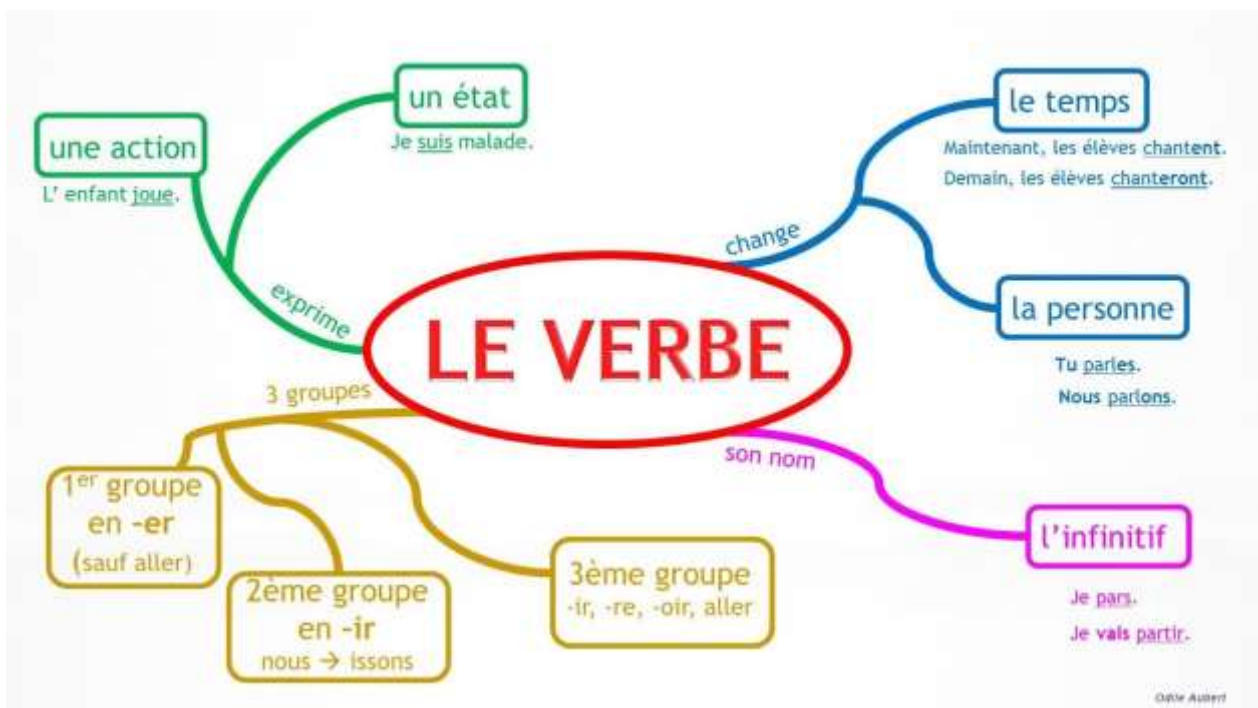 LE VERBE
exprime
une action
L' enfant joue.
un état
Je suis malade.
change
le temps
Maintenant, les élèves chantent.
Demain, les élèves chanteront.
la personne
Tu parles.
Nous parlons.
son nom
l'infinitif
Je pars.
Je vais partir.
3 groupes
1er groupe
en -er
(sauf aller)
2ème groupe
en -ir
nous → issons
3ème groupe
-ir, -re, -oir, aller
Odile Aubert